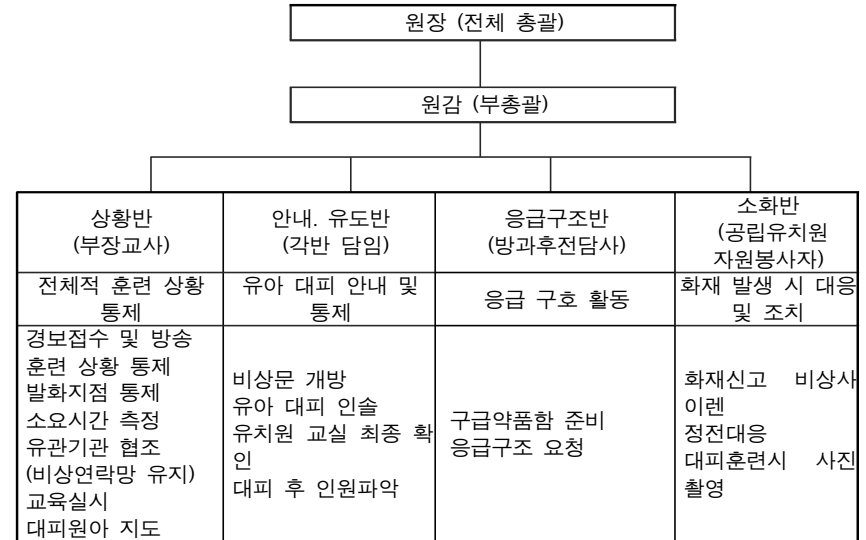 원장 (전체 총괄)
원감 (부총괄)
상황반
(부장교사)
안내. 유도반
(각반 담임)
응급구조반
(방과후전담사)
소화반
(공립유치원
자원봉사자)
전체적 훈련 상황
통제
유아 대피 안내 및
통제
응급 구호 활동
화재 발생 시 대응
및 조치
경보접수 및 방송
훈련 상황 통제
발화지점 통제
소요시간 측정
유관기관 협조
(비상연락망 유지)
교육실시
대피원아 지도
비상문 개방
유아 대피 인솔
유치원 교실 최종 확
인
대피 후 인원파악
구급약품함 준비
응급구조 요청
화재신고 비상사
이렌
정전대응
대피훈련시 사진
촬영